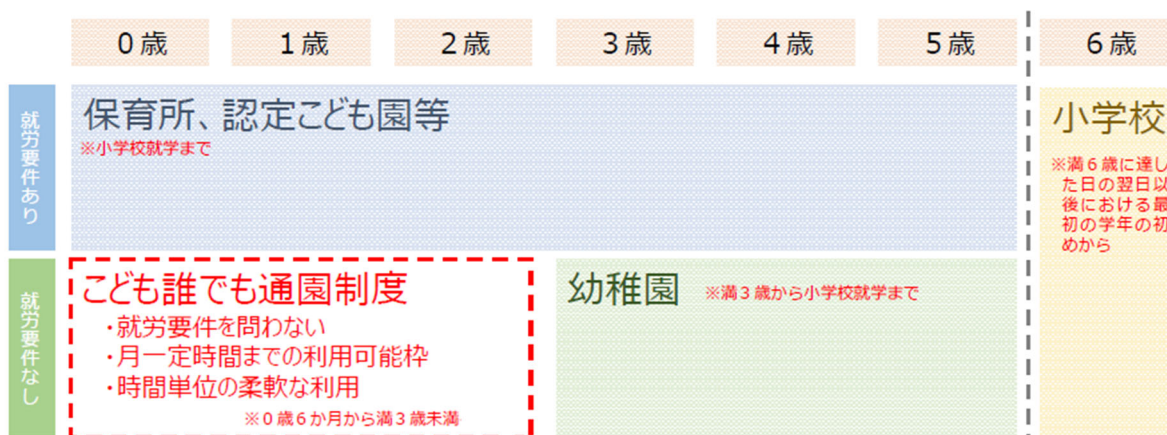 0歳
1歳
2歳
3歳
4歳
5歳
6歳
就労要件あり
保育所、認定こども園等
※小学校就学まで
小学校
※満6歳に達し
た日の翌日以
後における最
初の学年の初
めから
就労要件なし
こども誰でも通園制度
・就労要件を問わない
・月一定時間までの利用可能枠
・時間単位の柔軟な利用
※0歳6か月から満3歳未満
幼稚園 ※満3歳から小学校就学まで